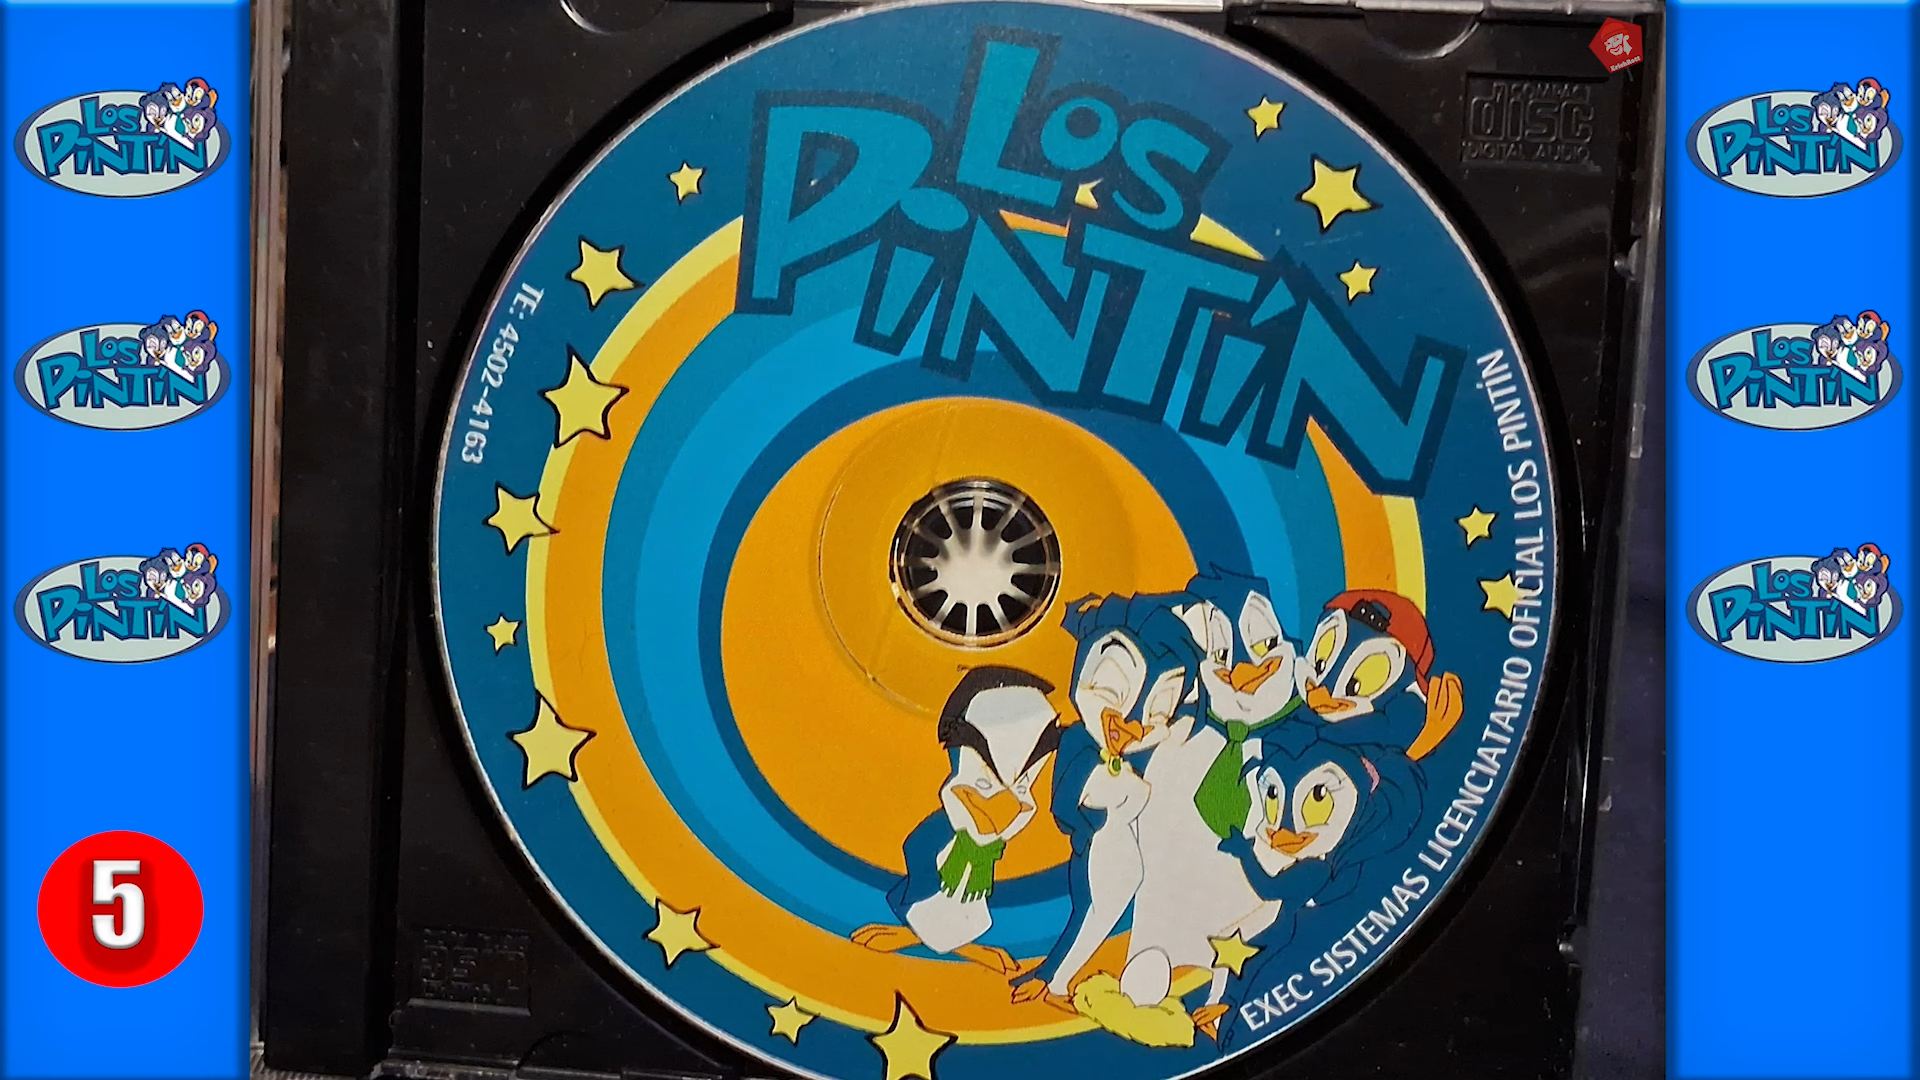 LOS
PINTÍN
TE: 4502-4163
EXEC SISTEMAS LICENCIATARIO OFICIAL LOS PINTÍN
COMPACT
disc
DIGITAL AUDIO
ErickRott
LOS
PINTÍN
LOS
PINTÍN
LOS
PINTÍN
5
LOS
PINTÍN
LOS
PINTÍN
LOS
PINTÍN